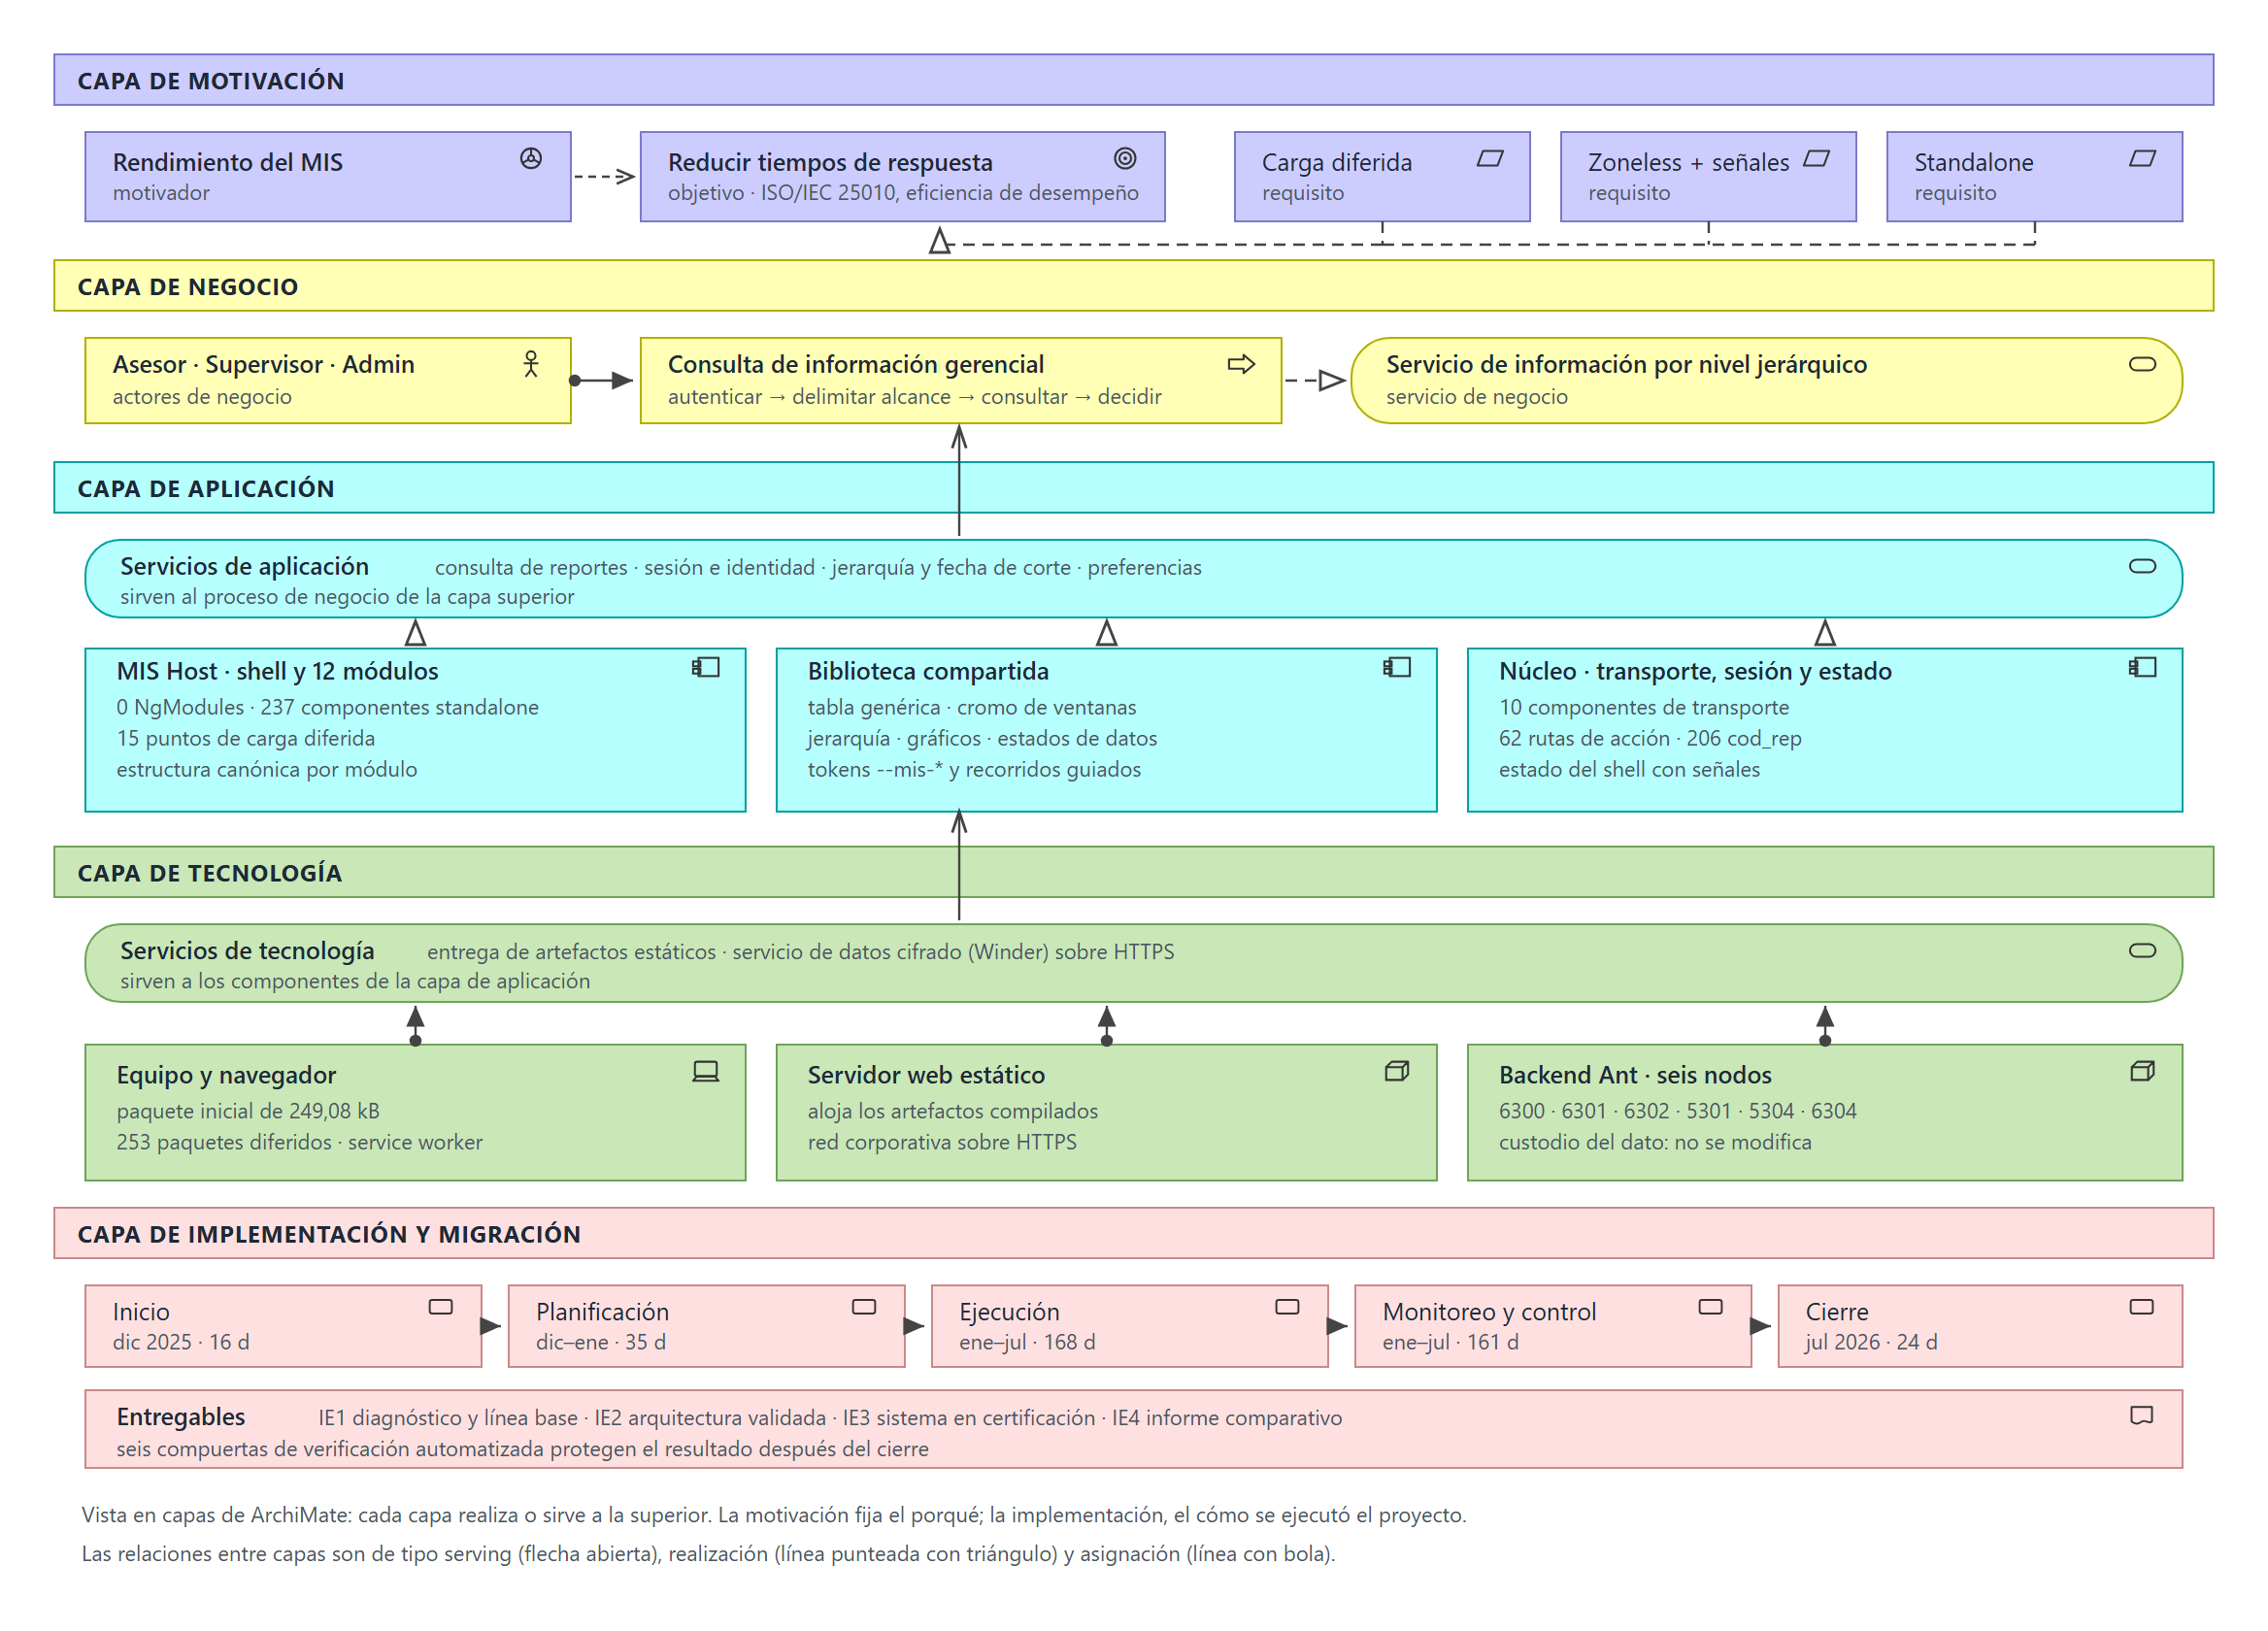 CAPA DE MOTIVACIÓN
Rendimiento del MIS
motivador
Reducir tiempos de respuesta
objetivo · ISO/IEC 25010, eficiencia de desempeño
Carga diferida
requisito
Zoneless + señales
requisito
Standalone
requisito
CAPA DE NEGOCIO
Asesor · Supervisor · Admin
actores de negocio
Consulta de información gerencial
autenticar → delimitar alcance → consultar → decidir
Servicio de información por nivel jerárquico
servicio de negocio
CAPA DE APLICACIÓN
Servicios de aplicación consulta de reportes · sesión e identidad · jerarquía y fecha de corte · preferencias
sirven al proceso de negocio de la capa superior
MIS Host · shell y 12 módulos
0 NgModules · 237 componentes standalone
15 puntos de carga diferida
estructura canónica por módulo
Biblioteca compartida
tabla genérica · cromo de ventanas
jerarquía · gráficos · estados de datos
tokens --mis-* y recorridos guiados
Núcleo · transporte, sesión y estado
10 componentes de transporte
62 rutas de acción · 206 cod_rep
estado del shell con señales
CAPA DE TECNOLOGÍA
Servicios de tecnología entrega de artefactos estáticos · servicio de datos cifrado (Winder) sobre HTTPS
sirven a los componentes de la capa de aplicación
Equipo y navegador
paquete inicial de 249,08 kB
253 paquetes diferidos · service worker
Servidor web estático
aloja los artefactos compilados
red corporativa sobre HTTPS
Backend Ant · seis nodos
6300 · 6301 · 6302 · 5301 · 5304 · 6304
custodio del dato: no se modifica
CAPA DE IMPLEMENTACIÓN Y MIGRACIÓN
Inicio
dic 2025 · 16 d
Planificación
dic–ene · 35 d
Ejecución
ene–jul · 168 d
Monitoreo y control
ene–jul · 161 d
Cierre
jul 2026 · 24 d
Entregables IE1 diagnóstico y línea base · IE2 arquitectura validada · IE3 sistema en certificación · IE4 informe comparativo
seis compuertas de verificación automatizada protegen el resultado después del cierre
Vista en capas de ArchiMate: cada capa realiza o sirve a la superior. La motivación fija el porqué; la implementación, el cómo se ejecutó el proyecto.
Las relaciones entre capas son de tipo serving (flecha abierta), realización (línea punteada con triángulo) y asignación (línea con bola).